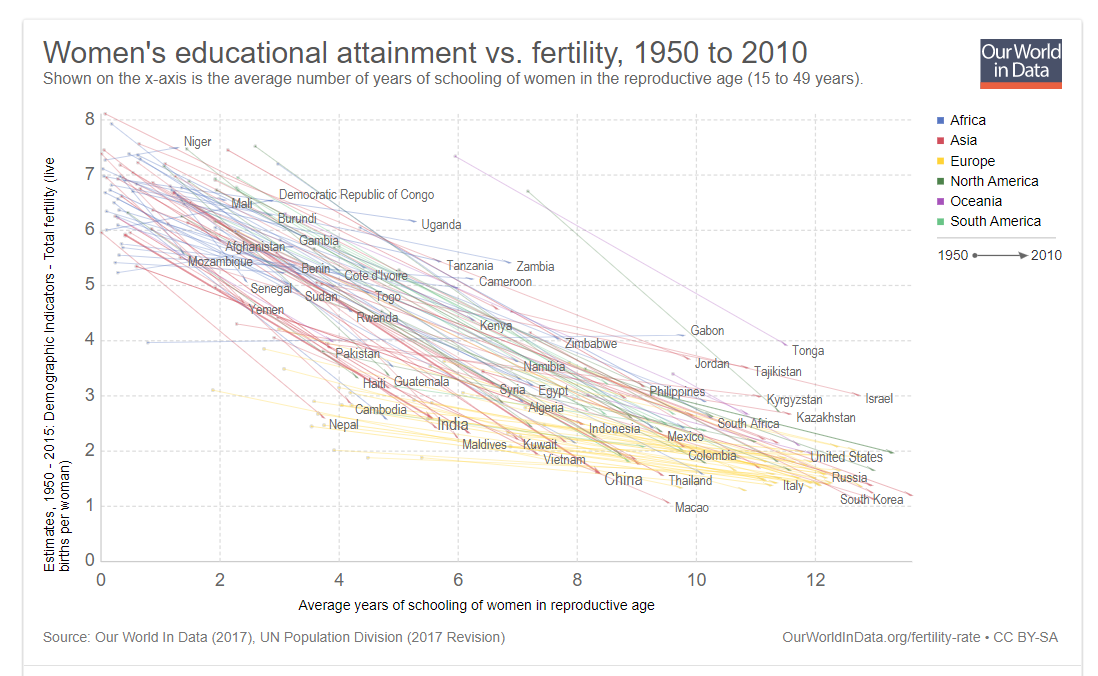 Women's educational attainment vs. fertility, 1950 to 2010
Shown on the x-axis is the average number of years of schooling of women in the reproductive age (15 to 49 years).
Our World
in Data
Estimates, 1950 - 2015: Demographic Indicators - Total fertility (live
births per woman)
8
7
6
5
4
3
2
1
0
Niger
Democratic Republic of Congo
Mali
Burundi
Uganda
Gambia
Afghanistan
Mozambique
Benin
Cote d'Ivoire
Tanzania
Zambia
Cameroon
Senegal
Sudan
Togo
Yemen
Rwanda
Kenya
Gabon
Zimbabwe
Tonga
Pakistan
Namibia
Jordan
Tajikistan
Haiti
Guatemala
Syria
Egypt
Philippines
Kyrgyzstan
Israel
Cambodia
Algeria
Kazakhstan
Nepal
India
Indonesia
South Africa
Maldives
Kuwait
Mexico
Vietnam
Colombia
United States
China
Thailand
Italy
Russia
South Korea
Macao
0 2 4 6 8 10 12
Average years of schooling of women in reproductive age
Africa
Asia
Europe
North America
Oceania
South America
1950 2010
Source: Our World In Data (2017), UN Population Division (2017 Revision)
OurWorldInData.org/fertility-rate • CC BY-SA